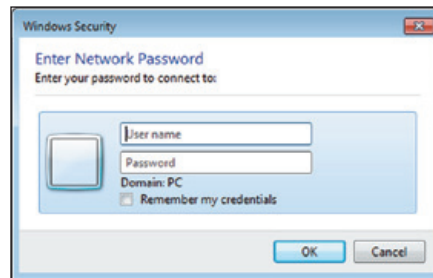 Windows Security
Enter Network Password
Enter your password to connect to:
User name
Password
Domain: PC
Remember my credentials
OK
Cancel